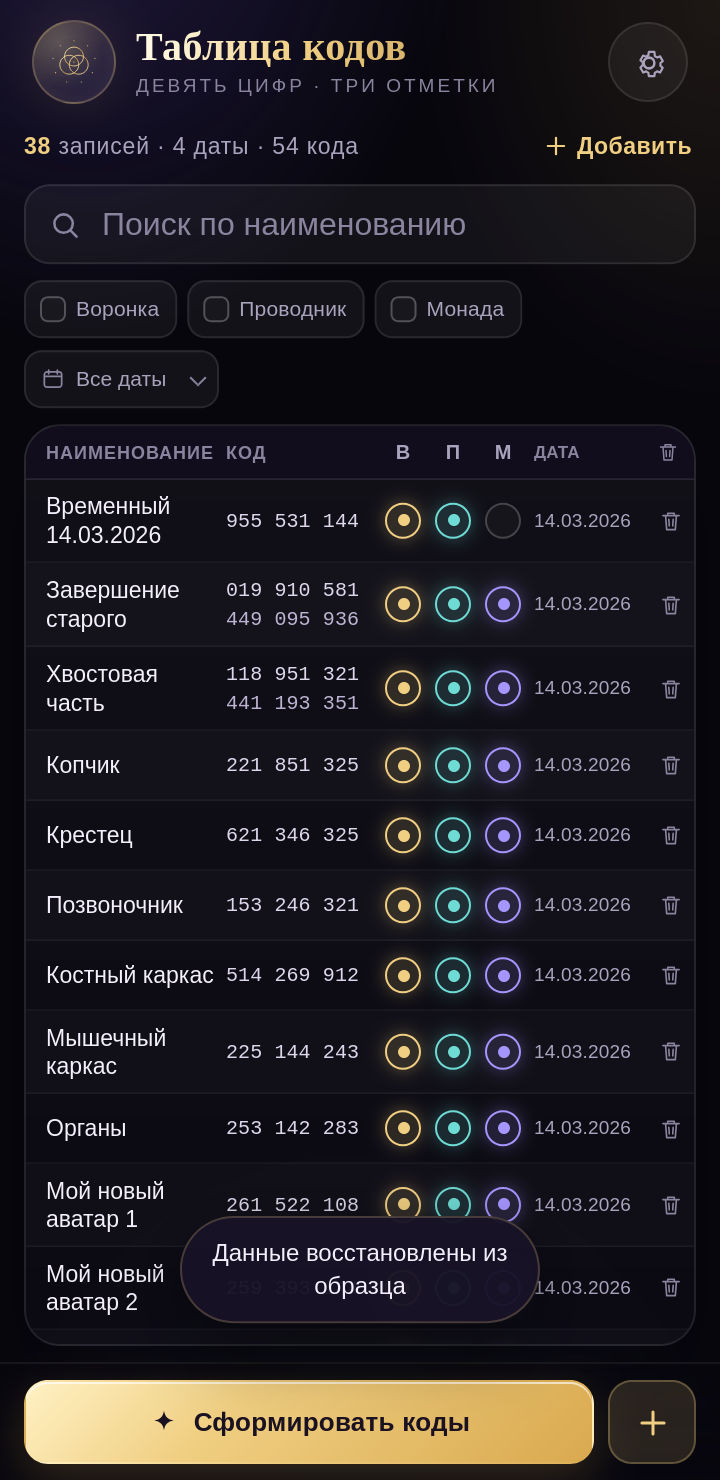 Таблица кодов
ДЕВЯТЬ ЦИФР · ТРИ ОТМЕТКИ
38 записей · 4 даты · 54 кода
Добавить
Поиск по наименованию
Воронка
Проводник
Монада
Все даты
НАИМЕНОВАНИЕ КОД В П М ДАТА
Временный
14.03.2026
955 531 144
14.03.2026
Завершение
старого
019 910 581
449 095 936
14.03.2026
Хвостовая
часть
118 951 321
441 193 351
14.03.2026
Копчик 221 851 325 14.03.2026
Крестец 621 346 325 14.03.2026
Позвоночник 153 246 321 14.03.2026
Костный каркас 514 269 912 14.03.2026
Мышечный
каркас
225 144 243
14.03.2026
Органы 253 142 283 14.03.2026
Мой новый
аватар 1
261 522 108
14.03.2026
Мой новый
аватар 2
14.03.2026
Данные восстановлены из
образца
Сформировать коды